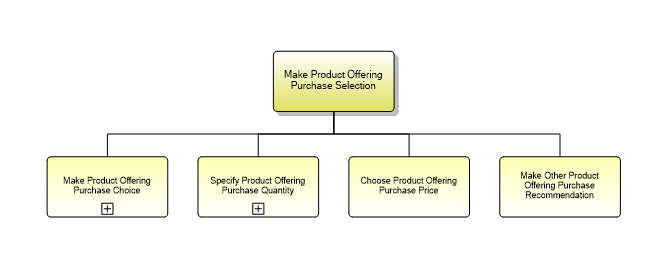 Make Product Offering
Purchase Selection
Make Product Offering
Purchase Choice
Specify Product Offering
Purchase Quantity
Choose Product Offering
Purchase Price
Make Other Product
Offering Purchase
Recommendation